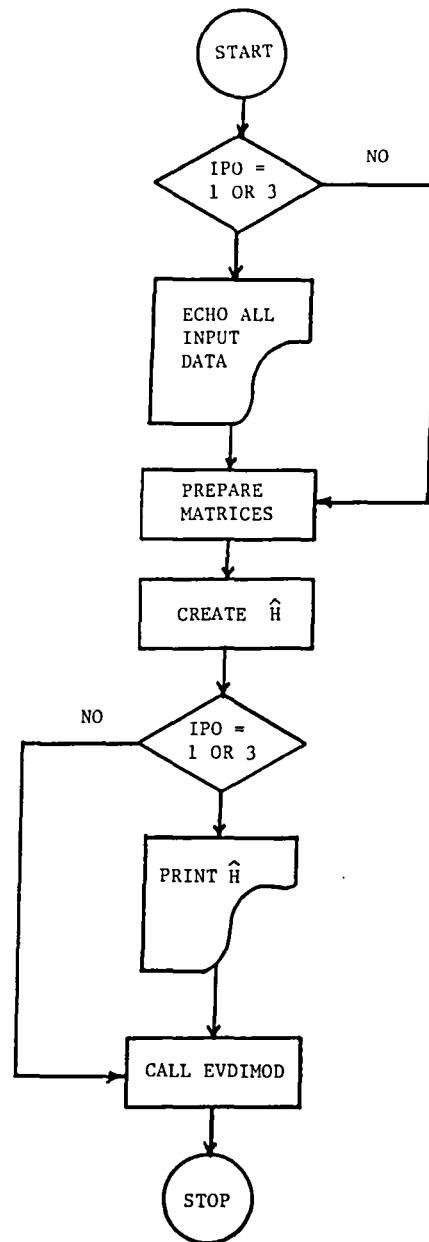 START
IPO =
1 OR 3
NO
ECHO ALL
INPUT
DATA
PREPARE
MATRICES
CREATE Ĥ
NO
IPO =
1 OR 3
PRINT Ĥ
CALL EVDIMOD
STOP